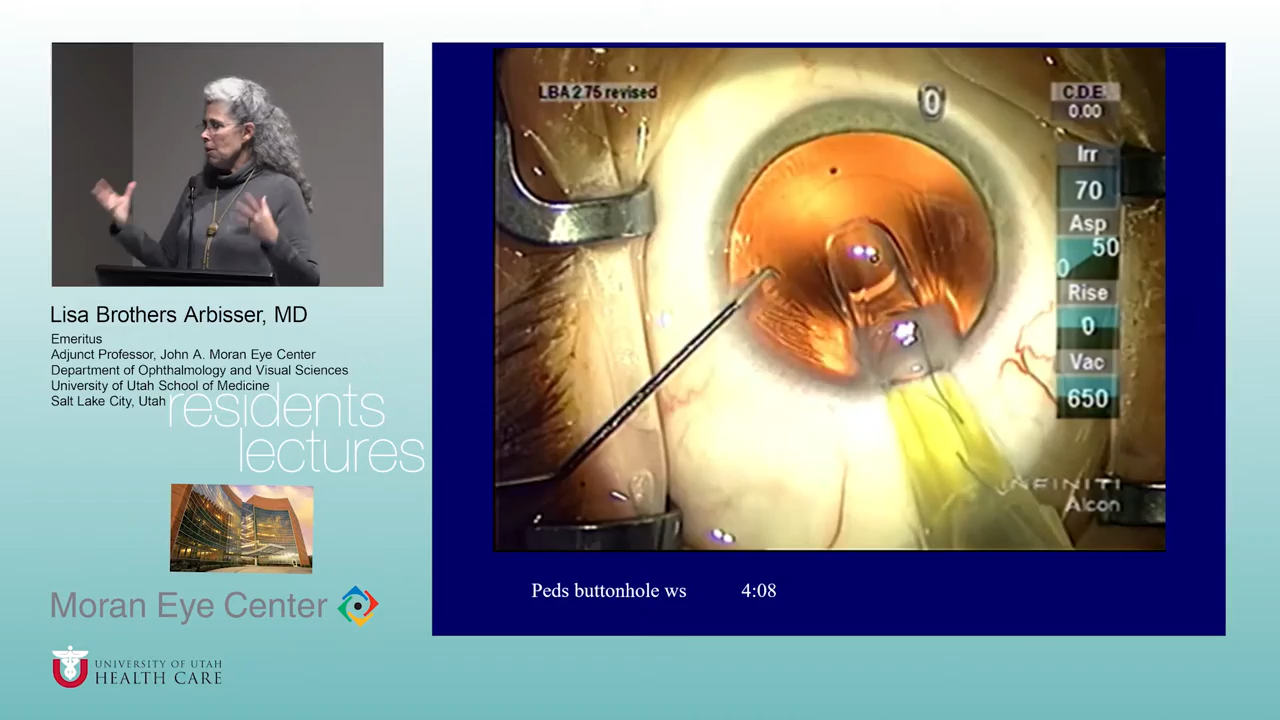 Lisa Brothers Arbisser, MD
Emeritus
Adjunct Professor, John A. Moran Eye Center
Department of Ophthalmology and Visual Sciences
University of Utah School of Medicine
Salt Lake City, Utah
residents
lectures
Moran Eye Center
UNIVERSITY OF UTAH
HEALTH CARE
LBA 2.75 revised
0
C.D.E.
0.00
Irr
70
Asp
50
0
Rise
0
Vac
650
INFINITI
Alcon
Peds buttonhole ws 4:08